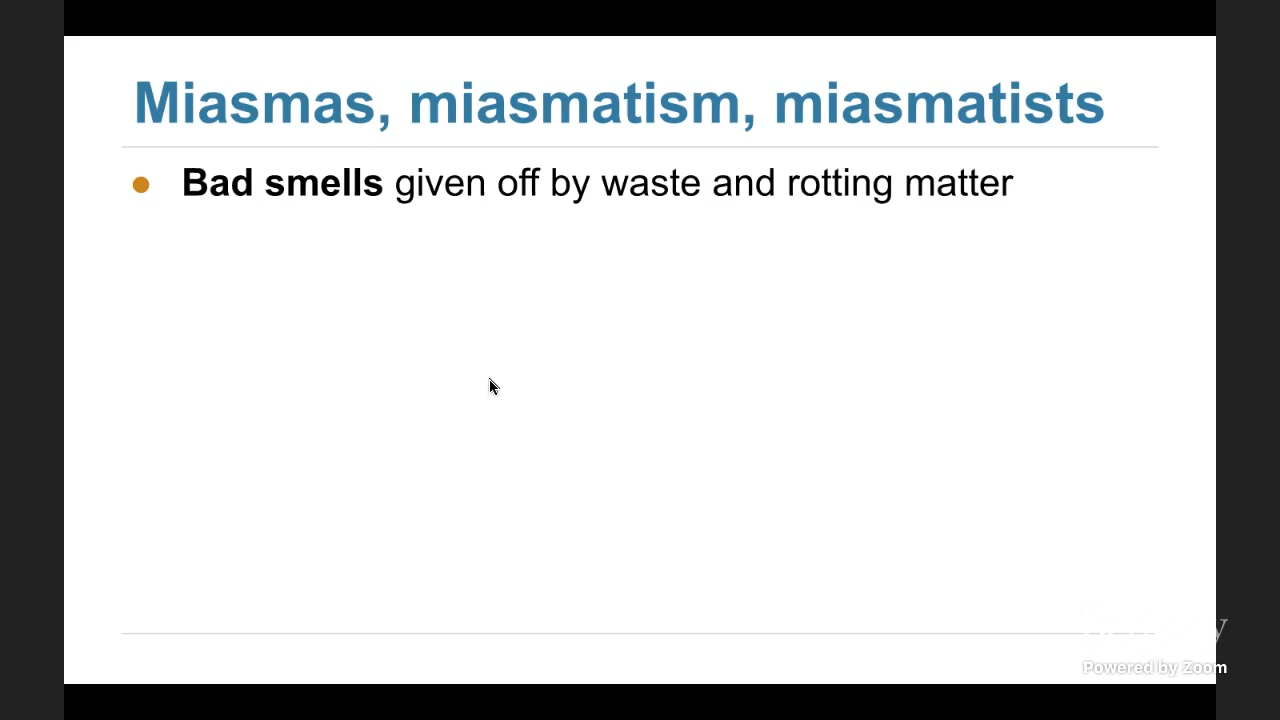 Miasmas, miasmatism, miasmatists
Bad smells given off by waste and rotting matter
Powered by Zoom